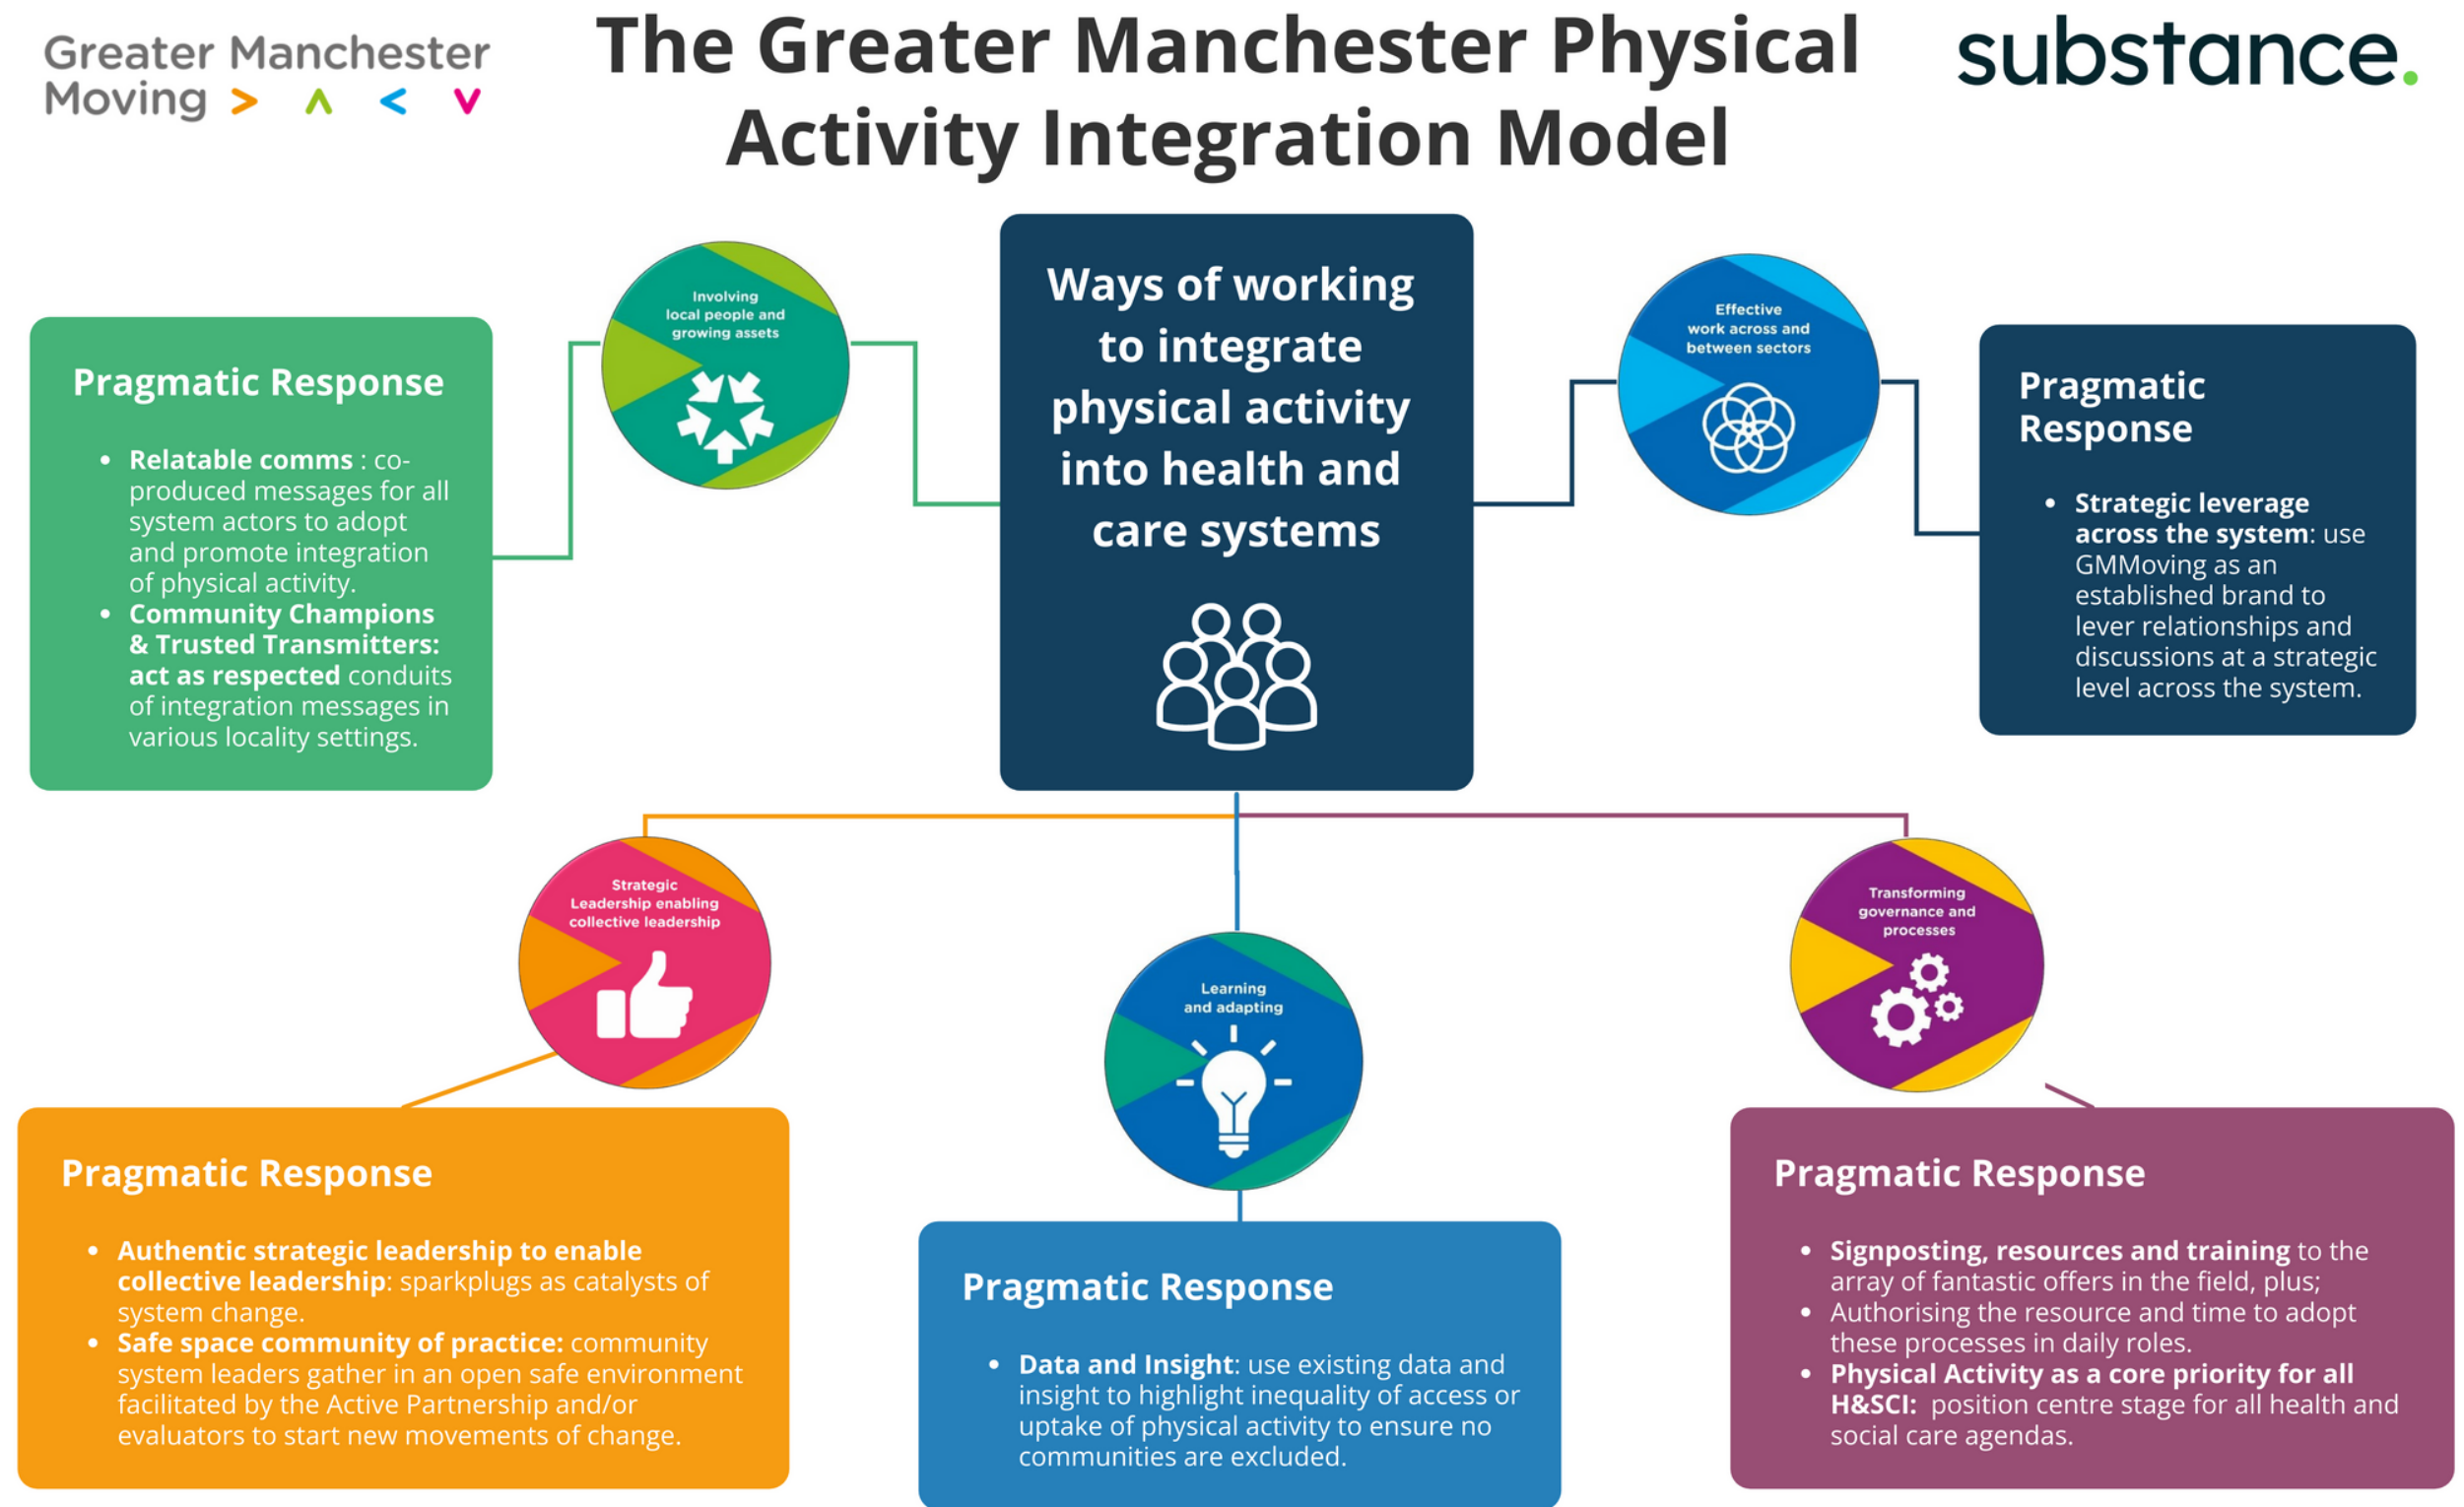 Greater Manchester
Moving
The Greater Manchester Physical
Activity Integration Model
substance.
Involving
local people and
growing assets
Pragmatic Response
• Relatable comms : co-
produced messages for all
system actors to adopt
and promote integration
of physical activity.
• Community Champions
& Trusted Transmitters:
act as respected conduits
of integration messages in
various locality settings.
Ways of working
to integrate
physical activity
into health and
care systems
Effective
work across and
between sectors
Pragmatic
Response
• Strategic leverage
across the system: use
GMMoving as an
established brand to
lever relationships and
discussions at a strategic
level across the system.
Strategic
Leadership enabling
collective leadership
Pragmatic Response
• Authentic strategic leadership to enable
collective leadership: sparkplugs as catalysts of
system change.
• Safe space community of practice: community
system leaders gather in an open safe environment
facilitated by the Active Partnership and/or
evaluators to start new movements of change.
Learning
and adapting
Pragmatic Response
• Data and Insight: use existing data and
insight to highlight inequality of access or
uptake of physical activity to ensure no
communities are excluded.
Transforming
governance and
processes
Pragmatic Response
• Signposting, resources and training to the
array of fantastic offers in the field, plus;
• Authorising the resource and time to adopt
these processes in daily roles.
• Physical Activity as a core priority for all
H&SCI: position centre stage for all health and
social care agendas.